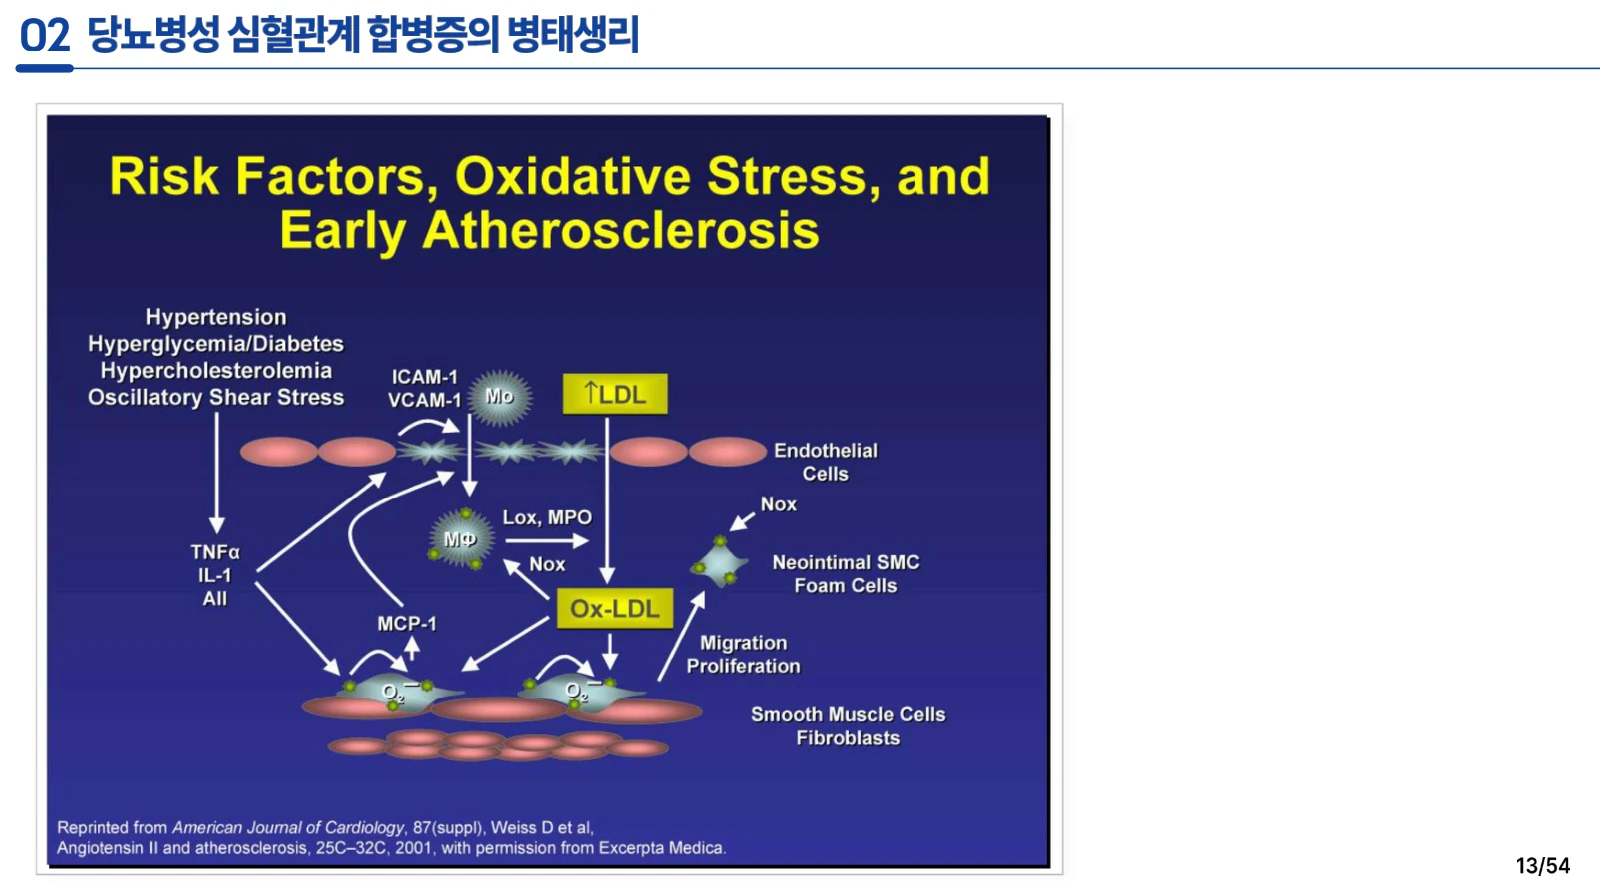 02 당뇨병성 심혈관계 합병증의 병태생리
Risk Factors, Oxidative Stress, and
Early Atherosclerosis
Hypertension
Hyperglycemia/Diabetes
Hypercholesterolemia
Oscillatory Shear Stress
ICAM-1
VCAM-1
Mo
↑LDL
Endothelial
Cells
Nox
Lox, MPO
MΦ
Nox
TNFα
IL-1
AII
Neointimal SMC
Foam Cells
Ox-LDL
MCP-1
Migration
Proliferation
O₂⁻
O₂⁻
Smooth Muscle Cells
Fibroblasts
Reprinted from American Journal of Cardiology, 87(suppl), Weiss D et al,
Angiotensin II and atherosclerosis, 25C–32C, 2001, with permission from Excerpta Medica.
13/54